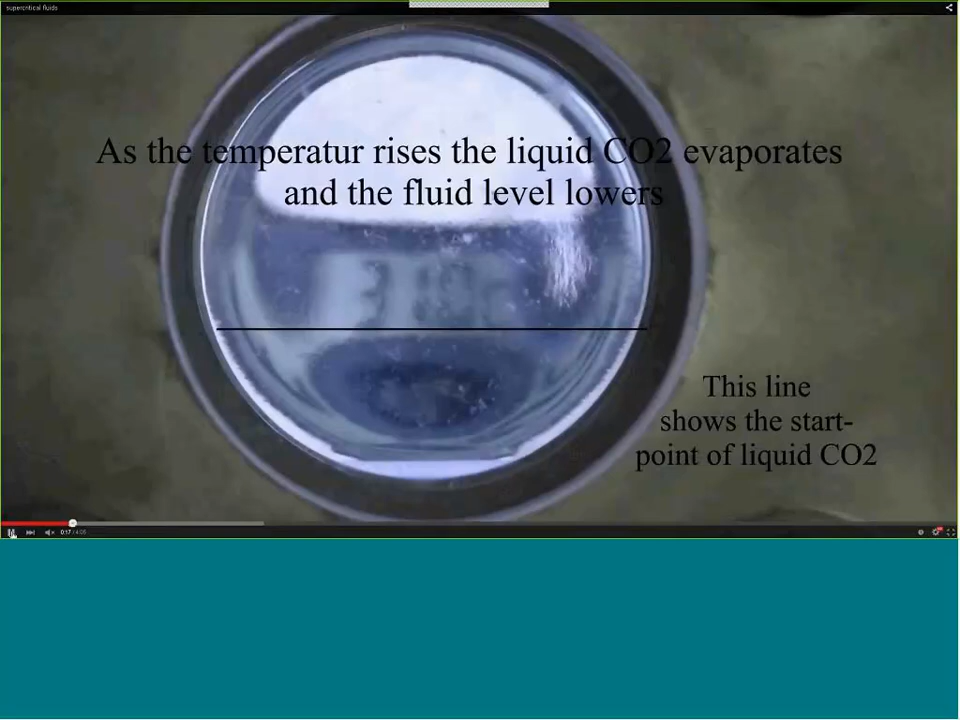 supercritical fluids
As the temperatur rises the liquid CO2 evaporates
and the fluid level lowers
This line
shows the start-
point of liquid CO2
0:17 / 4:05